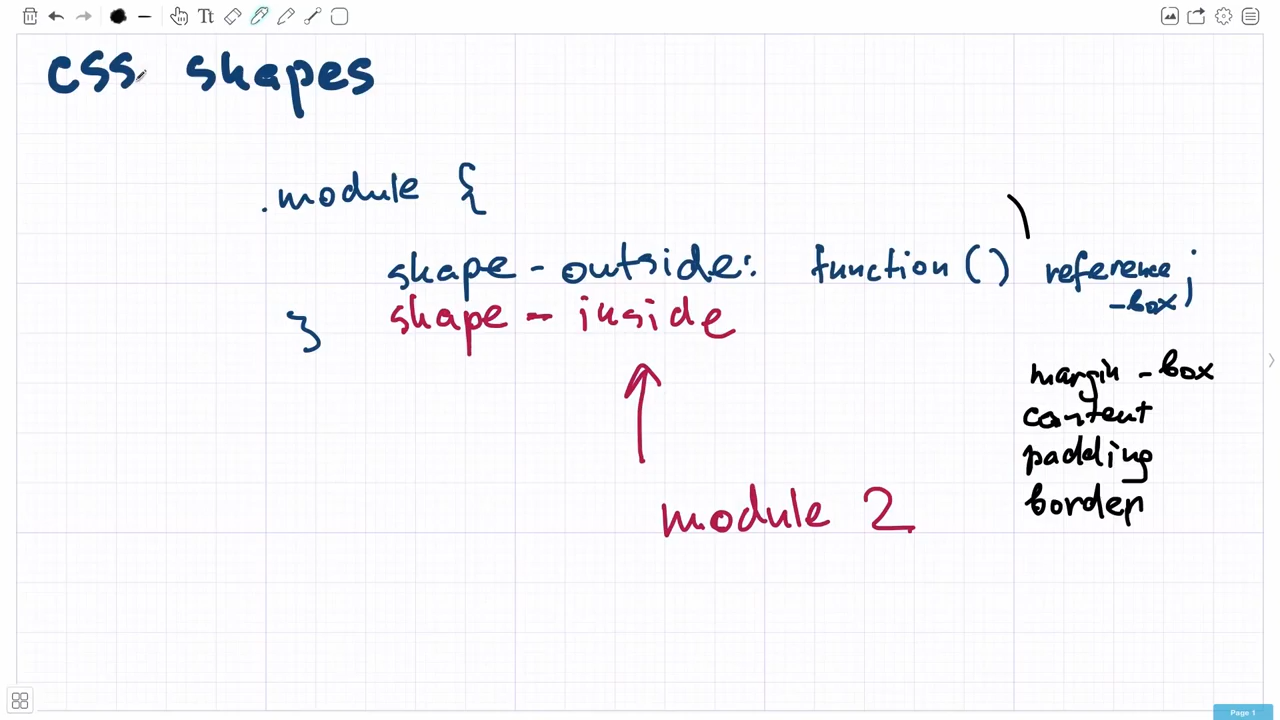 css shapes
.module {
shape-outside: function() reference
-box;
shape-inside
}
margin-box
content
padding
border
module 2
Page 1